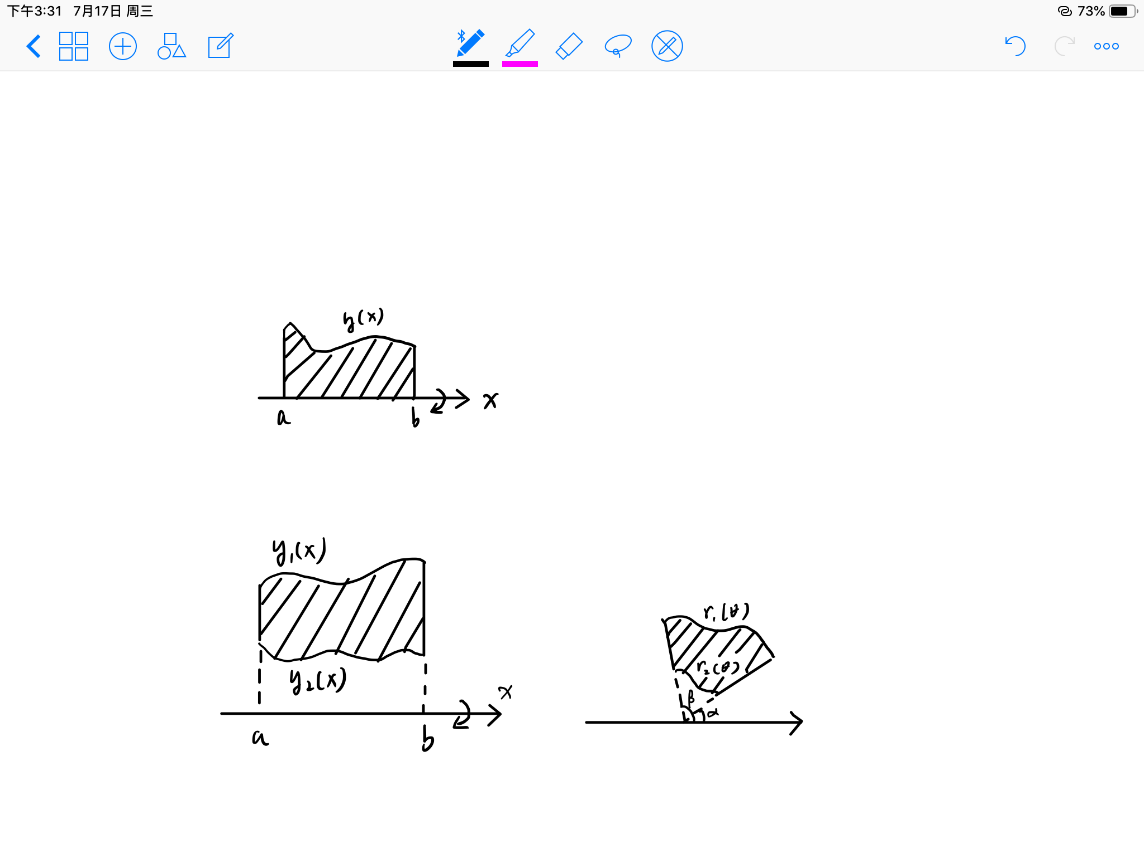 下午3:31 7月17日 周三
73%
y(x)
a
b
x
y₁(x)
y₂(x)
x
a
b
r₁(θ)
r₂(θ)
β
α